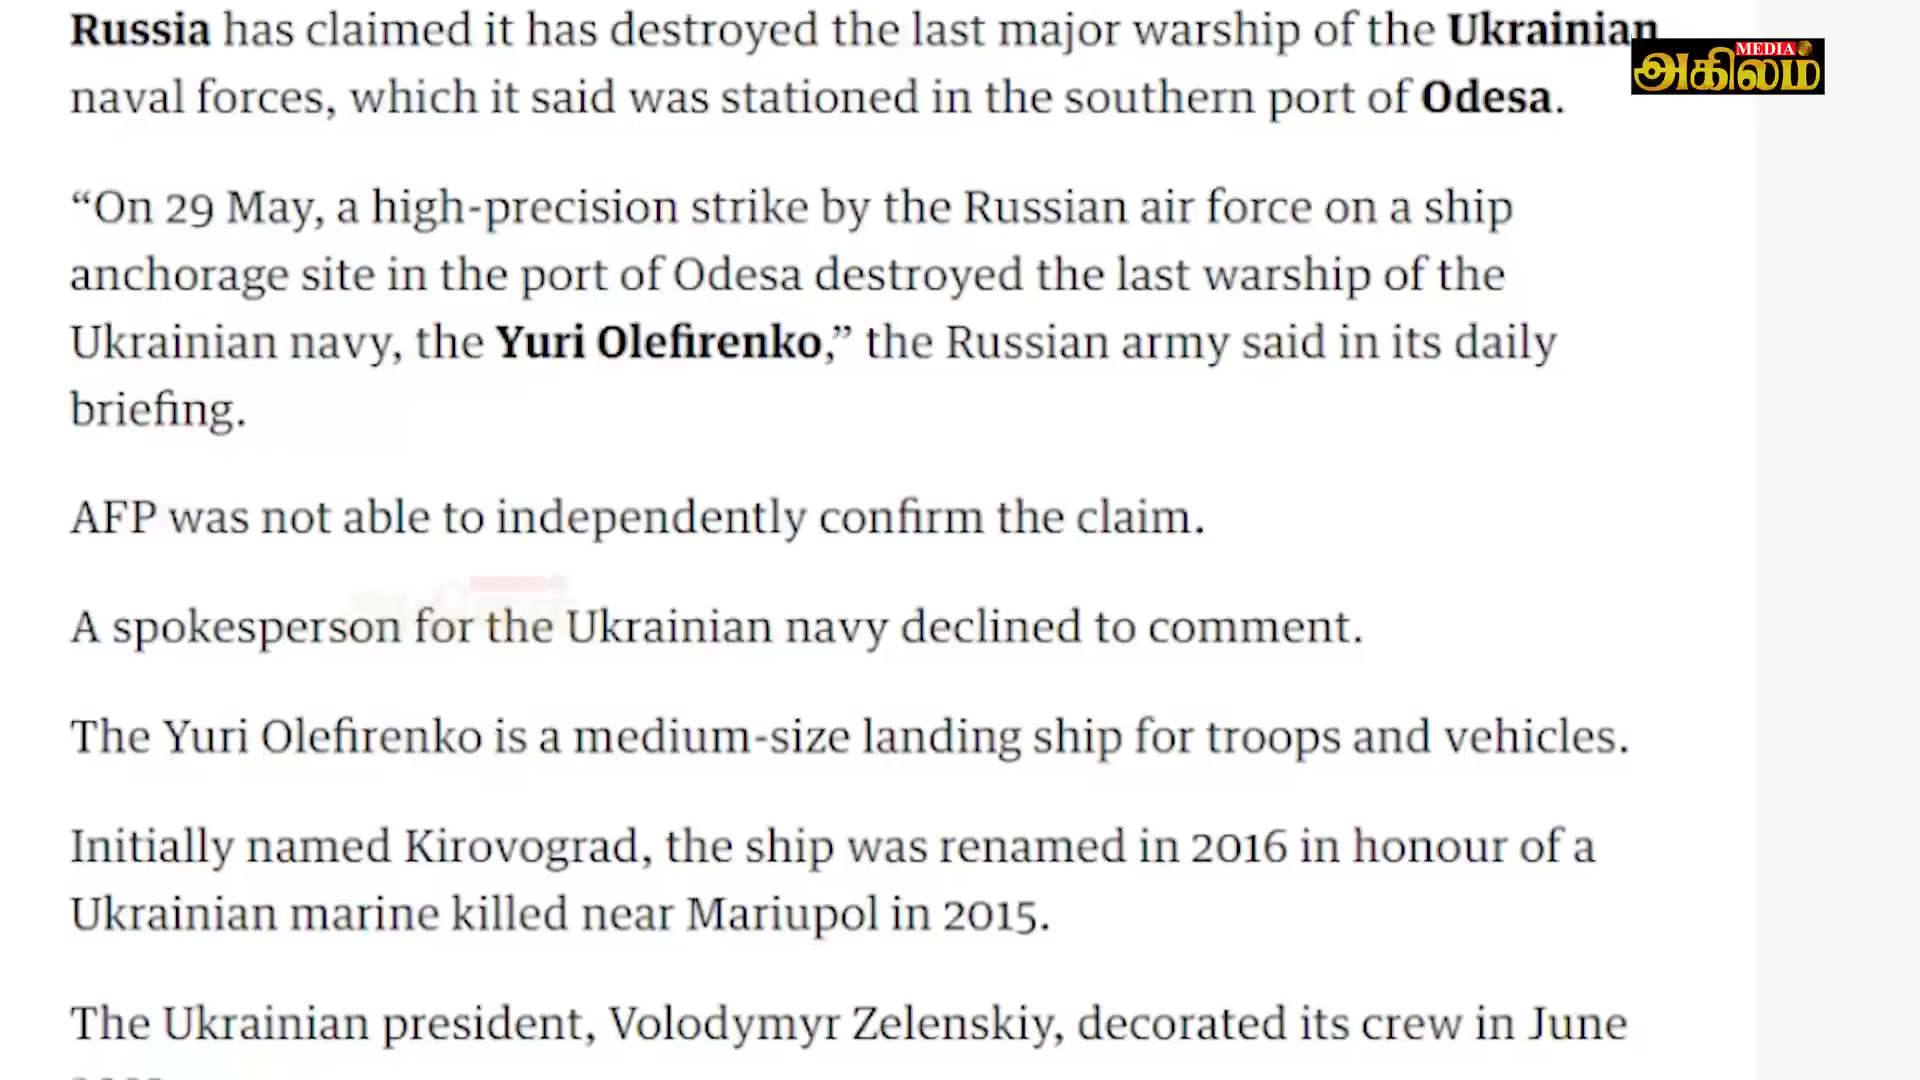 Russia has claimed it has destroyed the last major warship of the Ukrainian
naval forces, which it said was stationed in the southern port of Odesa.
MEDIA
அகிலம்
“On 29 May, a high-precision strike by the Russian air force on a ship
anchorage site in the port of Odesa destroyed the last warship of the
Ukrainian navy, the Yuri Olefirenko,” the Russian army said in its daily
briefing.
AFP was not able to independently confirm the claim.
A spokesperson for the Ukrainian navy declined to comment.
The Yuri Olefirenko is a medium-size landing ship for troops and vehicles.
Initially named Kirovograd, the ship was renamed in 2016 in honour of a
Ukrainian marine killed near Mariupol in 2015.
The Ukrainian president, Volodymyr Zelenskiy, decorated its crew in June